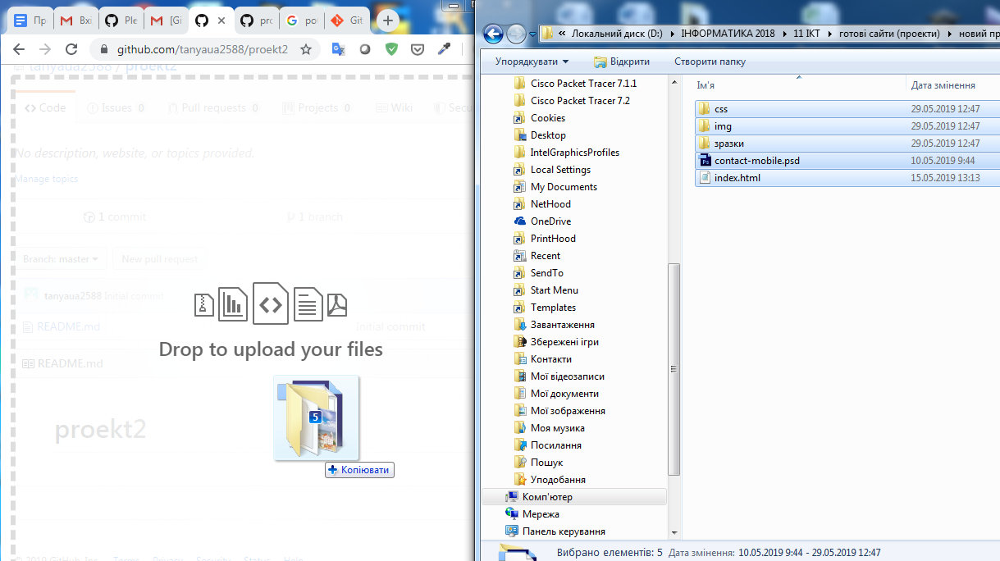 Пр
Вхі
Ple
[Gi
pro
G po
Git
github.com/tanyaua2588/proekt2
tanyaua2588 / proekt2
Code
Issues 0
Pull requests 0
Projects 0
Wiki
Secu
No description, website, or topics provided.
Manage topics
1 commit
1 branch
Branch: master
New pull request
tanyaua2588 Initial commit
README.md
Initial commit
README.md
Drop to upload your files
5
Копіювати
proekt2
© 2019 GitHub, Inc. Terms Privacy Security Status Help
« Локальний диск (D:) ▸ ІНФОРМАТИКА 2018 ▸ 11 ІКТ ▸ готові сайти (проекти) ▸ новий пр
Упорядкувати
Відкрити
Створити папку
Cisco Packet Tracer 7.1.1
Cisco Packet Tracer 7.2
Cookies
Desktop
IntelGraphicsProfiles
Local Settings
My Documents
NetHood
OneDrive
PrintHood
Recent
SendTo
Start Menu
Templates
Завантаження
Збережені ігри
Контакти
Мої відеозаписи
Мої документи
Мої зображення
Моя музика
Посилання
Пошук
Уподобання
Комп'ютер
Мережа
Панель керування
Ім'я
Дата змінення
css 29.05.2019 12:47
img 29.05.2019 12:47
зразки 29.05.2019 12:47
Ps contact-mobile.psd 10.05.2019 9:44
index.html 15.05.2019 13:13
Вибрано елементів: 5 Дата змінення: 10.05.2019 9:44 - 29.05.2019 12:47